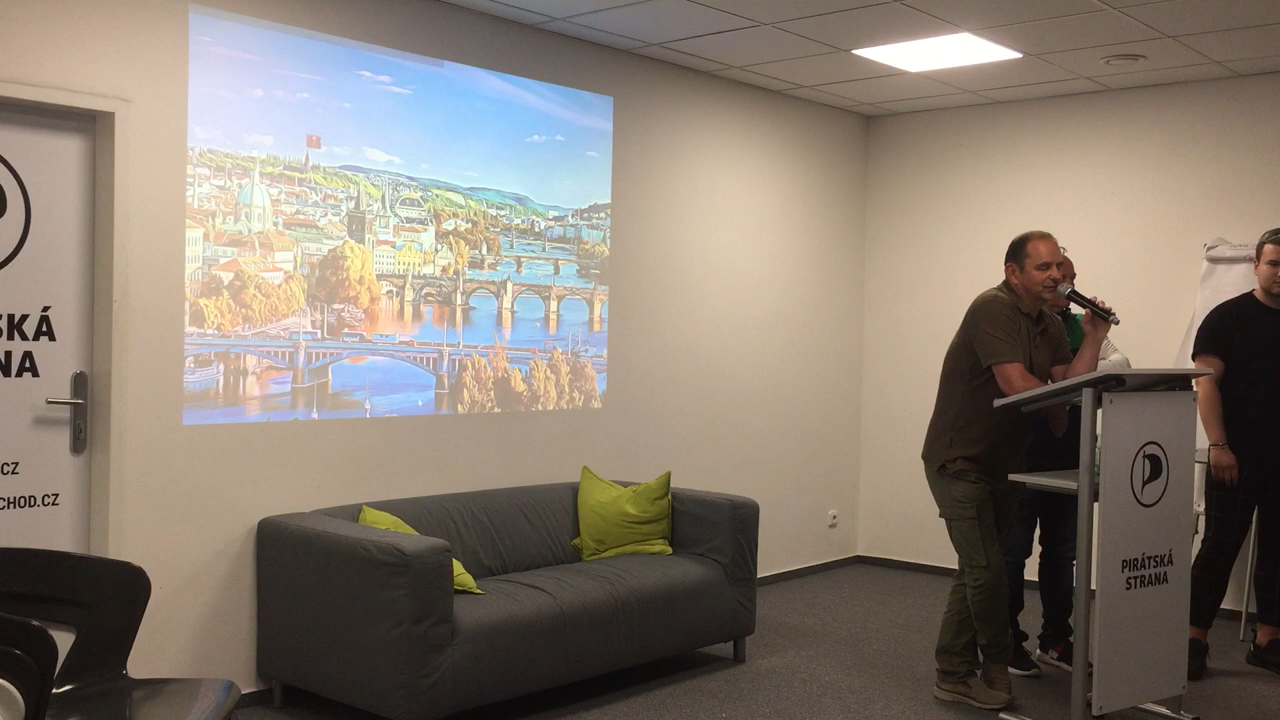 SKÁ
NA
.CZ
CHOD.CZ
PIRÁTSKÁ
STRANA